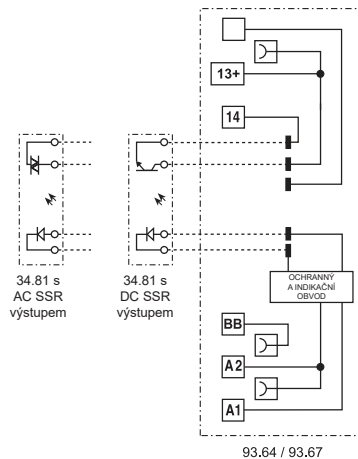 13+
14
34.81 s
AC SSR
výstupem
34.81 s
DC SSR
výstupem
OCHRANNÝ
A INDIKAČNÍ
OBVOD
BB
A2
A1
93.64 / 93.67